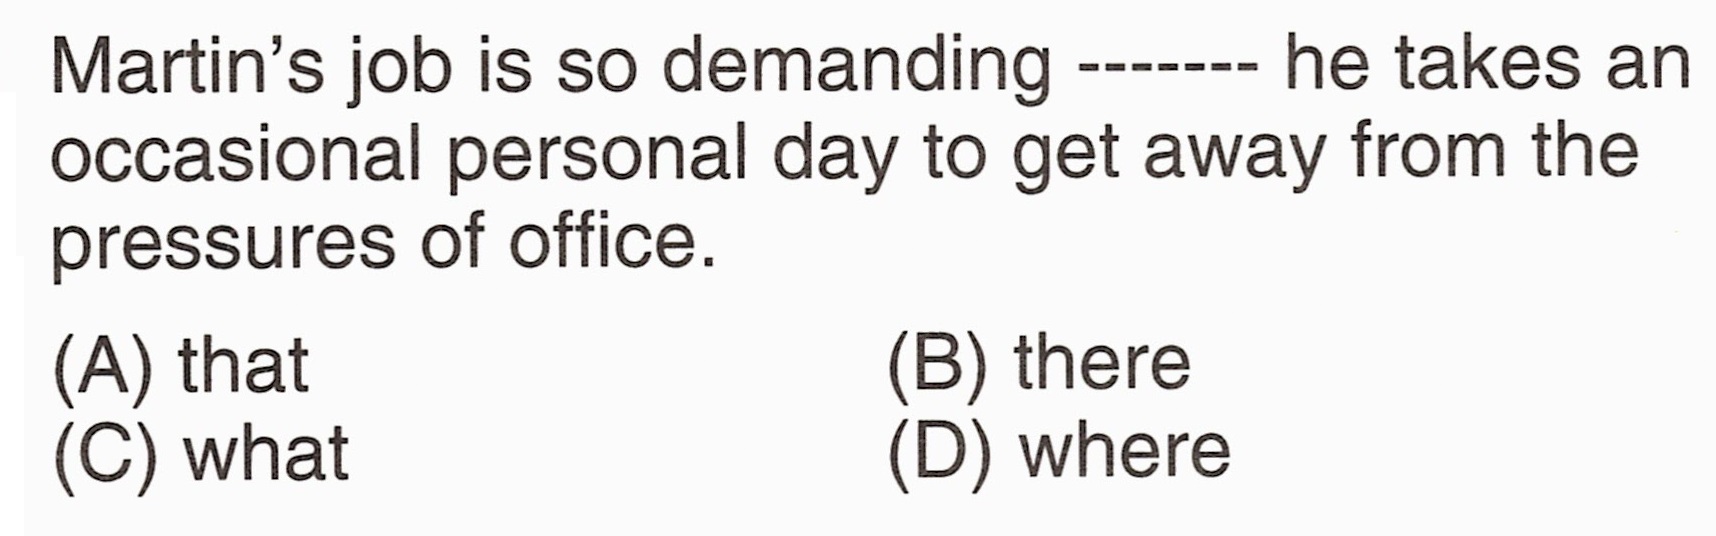 Martin’s job is so demanding ------- he takes an
occasional personal day to get away from the
pressures of office.
(A) that (B) there
(C) what (D) where